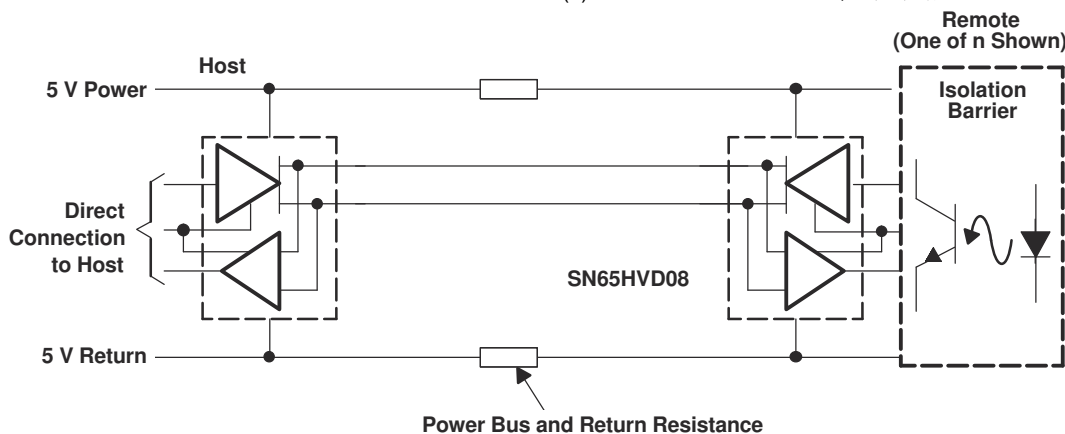 Remote
(One of n Shown)
Host
5 V Power
Isolation
Barrier
Direct
Connection
to Host
SN65HVD08
5 V Return
Power Bus and Return Resistance